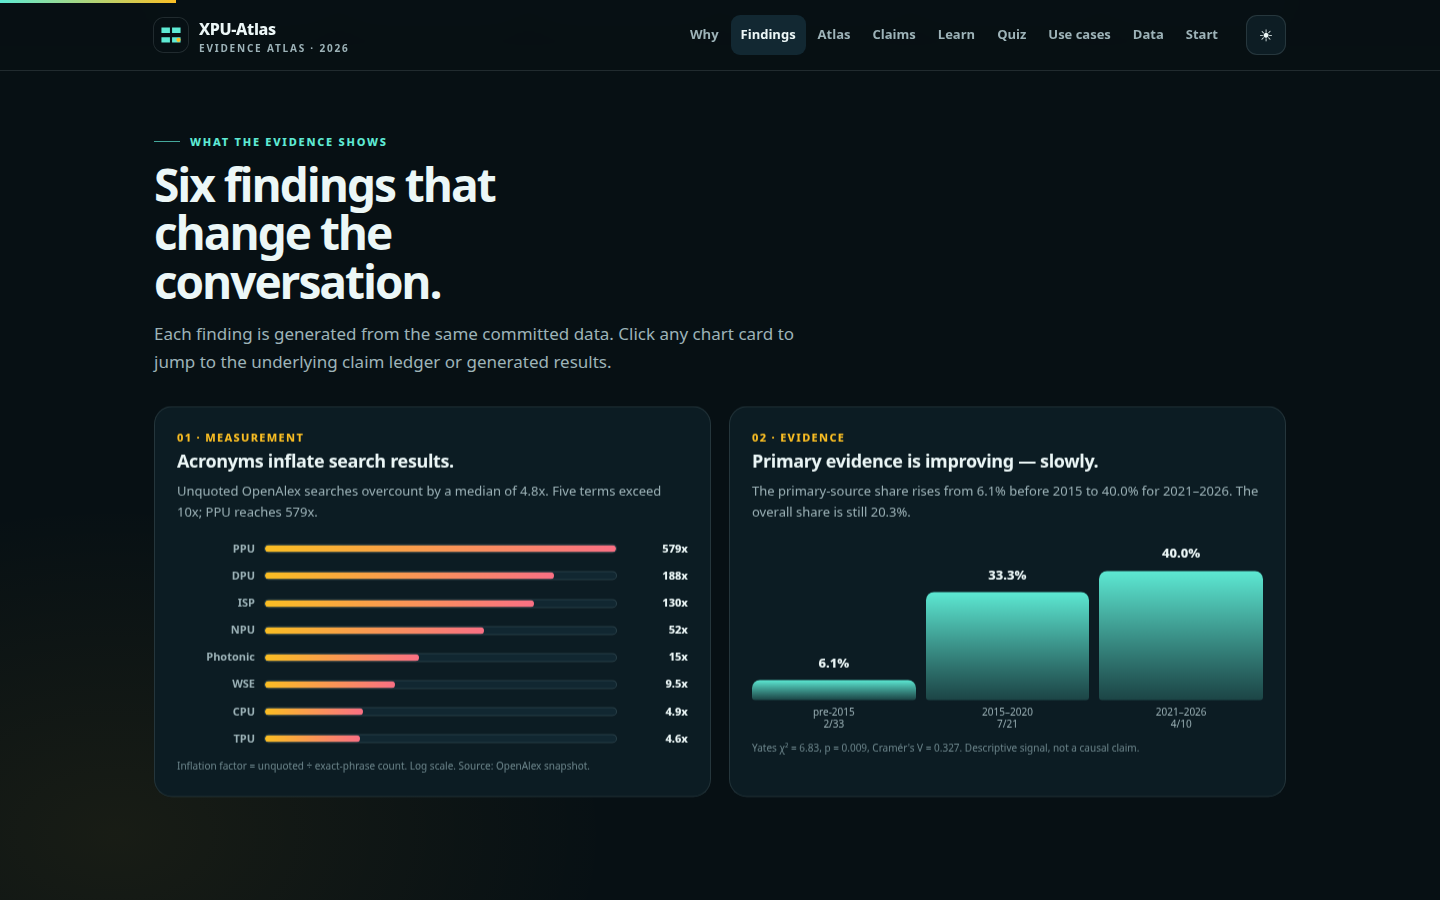 XPU-Atlas
EVIDENCE ATLAS · 2026
Why
Findings
Atlas
Claims
Learn
Quiz
Use cases
Data
Start
WHAT THE EVIDENCE SHOWS
Six findings that
change the
conversation.
Each finding is generated from the same committed data. Click any chart card to
jump to the underlying claim ledger or generated results.
01 · MEASUREMENT
Acronyms inflate search results.
Unquoted OpenAlex searches overcount by a median of 4.8x. Five terms exceed
10x; PPU reaches 579x.
PPU 579x
DPU 188x
ISP 130x
NPU 52x
Photonic 15x
WSE 9.5x
CPU 4.9x
TPU 4.6x
Inflation factor = unquoted ÷ exact-phrase count. Log scale. Source: OpenAlex snapshot.
02 · EVIDENCE
Primary evidence is improving — slowly.
The primary-source share rises from 6.1% before 2015 to 40.0% for 2021–2026. The
overall share is still 20.3%.
6.1%
33.3%
40.0%
pre-2015
2/33
2015–2020
7/21
2021–2026
4/10
Yates χ² = 6.83, p = 0.009, Cramér's V = 0.327. Descriptive signal, not a causal claim.